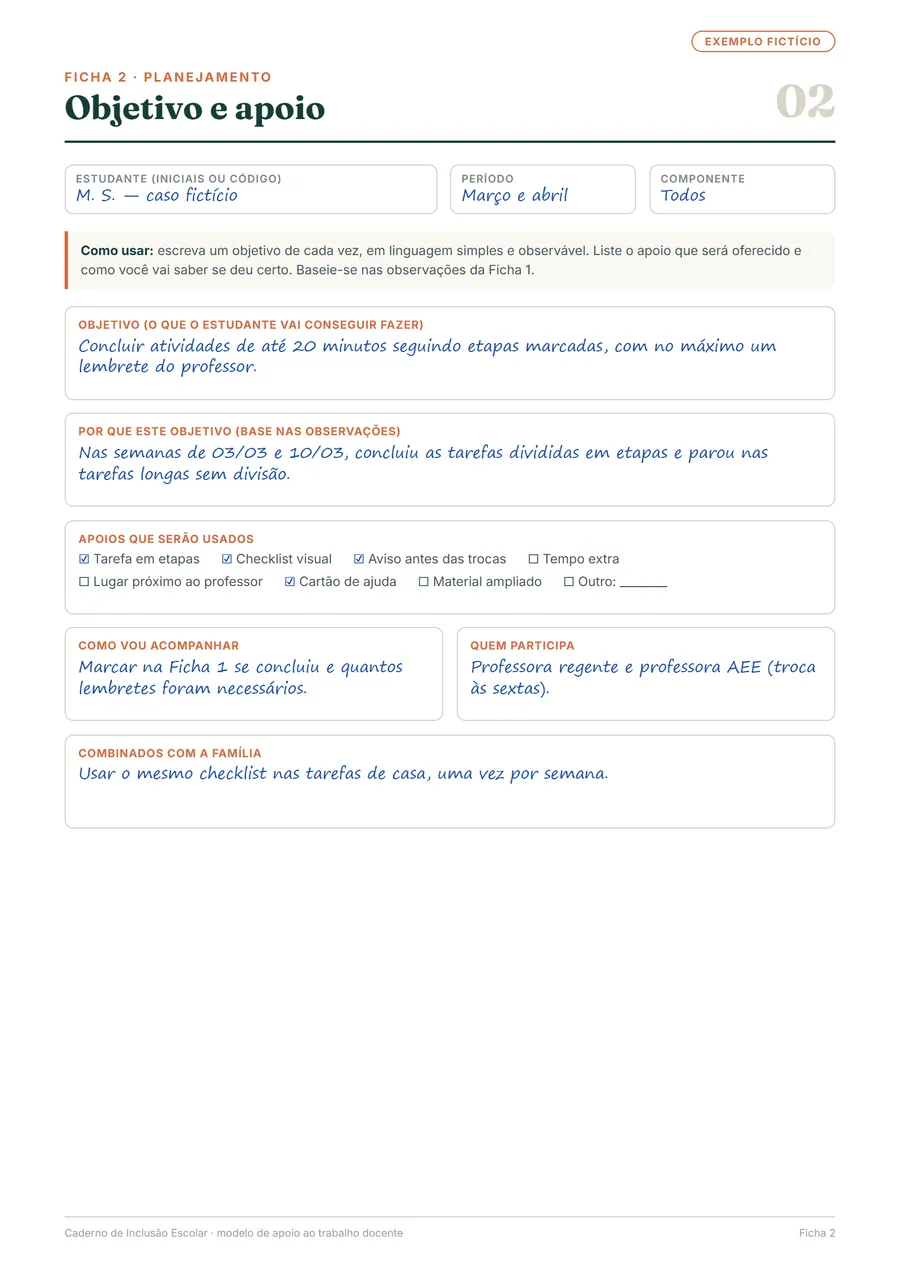 EXEMPLO FICTÍCIO
FICHA 2 · PLANEJAMENTO
Objetivo e apoio
02
ESTUDANTE (INICIAIS OU CÓDIGO)
M. S. — caso fictício
PERÍODO
Março e abril
COMPONENTE
Todos
Como usar: escreva um objetivo de cada vez, em linguagem simples e observável. Liste o apoio que será oferecido e
como você vai saber se deu certo. Baseie-se nas observações da Ficha 1.
OBJETIVO (O QUE O ESTUDANTE VAI CONSEGUIR FAZER)
Concluir atividades de até 20 minutos seguindo etapas marcadas, com no máximo um
lembrete do professor.
POR QUE ESTE OBJETIVO (BASE NAS OBSERVAÇÕES)
Nas semanas de 03/03 e 10/03, concluiu as tarefas divididas em etapas e parou nas
tarefas longas sem divisão.
APOIOS QUE SERÃO USADOS
☑ Tarefa em etapas ☑ Checklist visual ☑ Aviso antes das trocas ☐ Tempo extra
☐ Lugar próximo ao professor ☑ Cartão de ajuda ☐ Material ampliado ☐ Outro: _______
COMO VOU ACOMPANHAR
Marcar na Ficha 1 se concluiu e quantos
lembretes foram necessários.
QUEM PARTICIPA
Professora regente e professora AEE (troca
às sextas).
COMBINADOS COM A FAMÍLIA
Usar o mesmo checklist nas tarefas de casa, uma vez por semana.
Caderno de Inclusão Escolar · modelo de apoio ao trabalho docente
Ficha 2